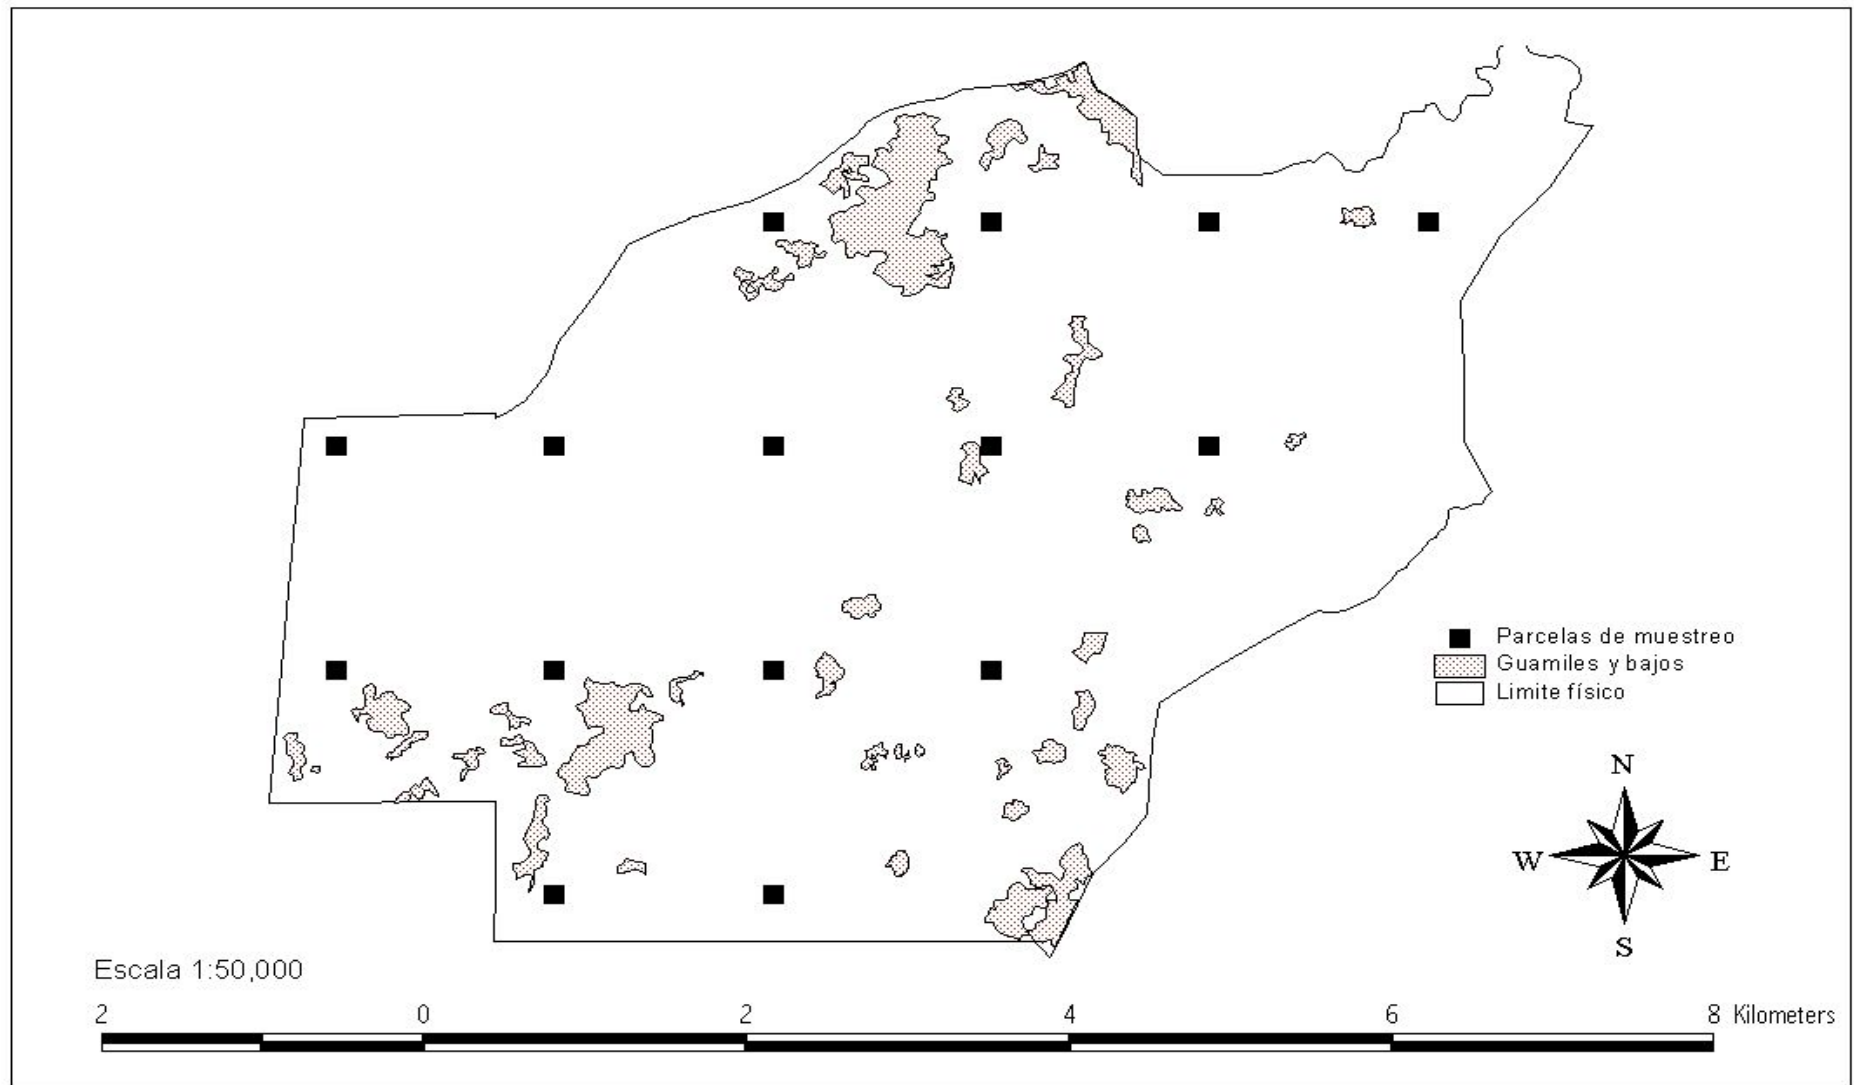 Parcelas de muestreo
Guamiles y bajos
Limite físico
N
W
E
S
Escala 1:50,000
2 0 2 4 6 8 Kilometers